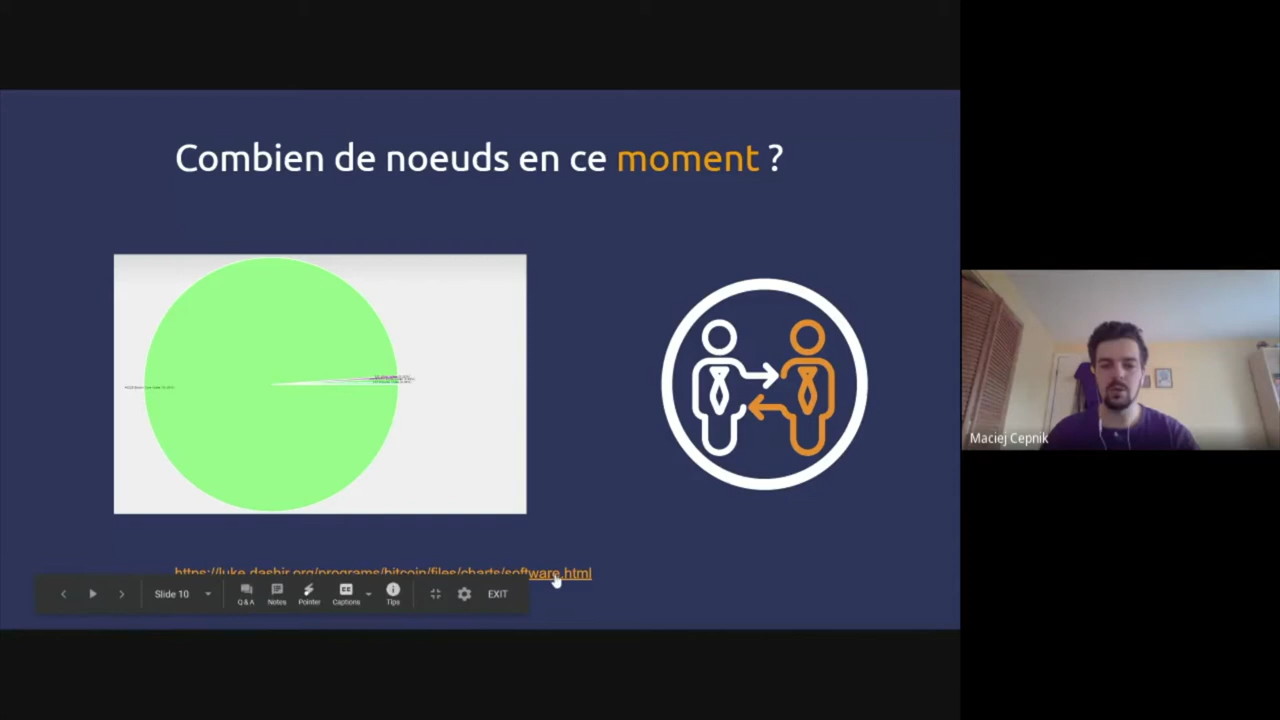 Combien de noeuds en ce moment ?
https://luke.dashjr.org/programs/bitcoin/files/charts/software.html
Slide 10
Q & A
Notes
Pointer
Captions
Tips
EXIT
Maciej Cepnik